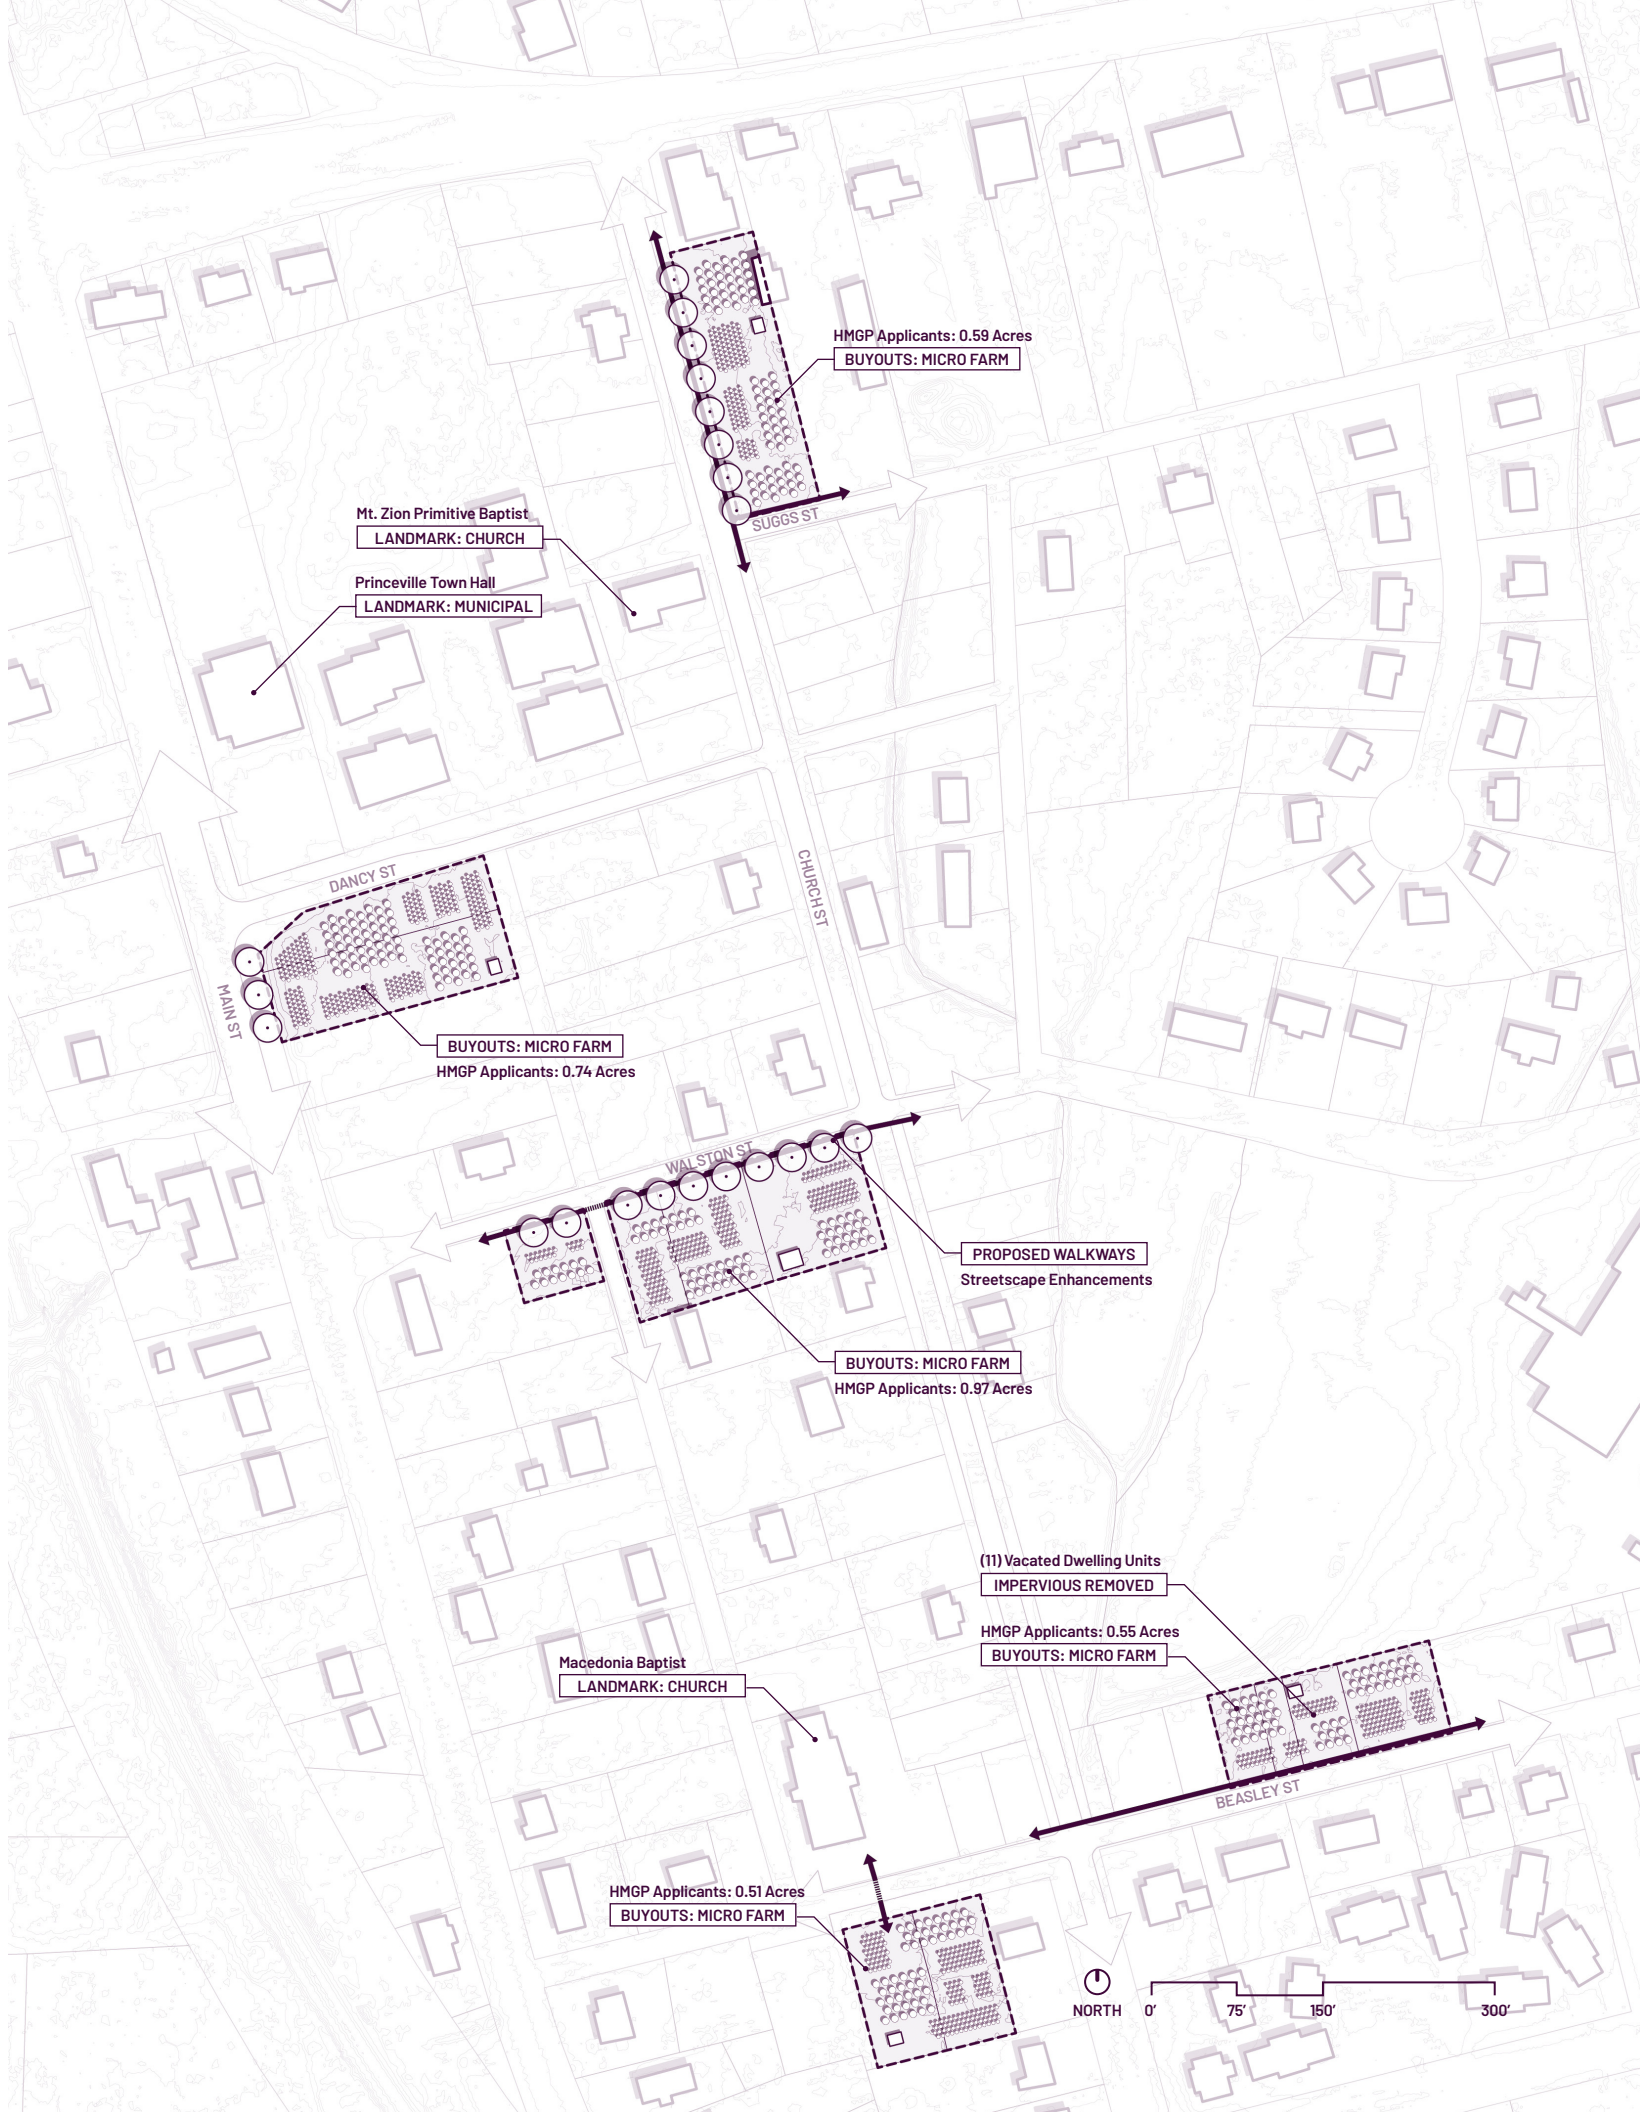 HMGP Applicants: 0.59 Acres
BUYOUTS: MICRO FARM
Mt. Zion Primitive Baptist
LANDMARK: CHURCH
SUGGS ST
Princeville Town Hall
LANDMARK: MUNICIPAL
DANCY ST
CHURCH ST
MAIN ST
BUYOUTS: MICRO FARM
HMGP Applicants: 0.74 Acres
WALSTON ST
PROPOSED WALKWAYS
Streetscape Enhancements
BUYOUTS: MICRO FARM
HMGP Applicants: 0.97 Acres
(11) Vacated Dwelling Units
IMPERVIOUS REMOVED
HMGP Applicants: 0.55 Acres
BUYOUTS: MICRO FARM
Macedonia Baptist
LANDMARK: CHURCH
BEASLEY ST
HMGP Applicants: 0.51 Acres
BUYOUTS: MICRO FARM
NORTH
0' 75' 150' 300'